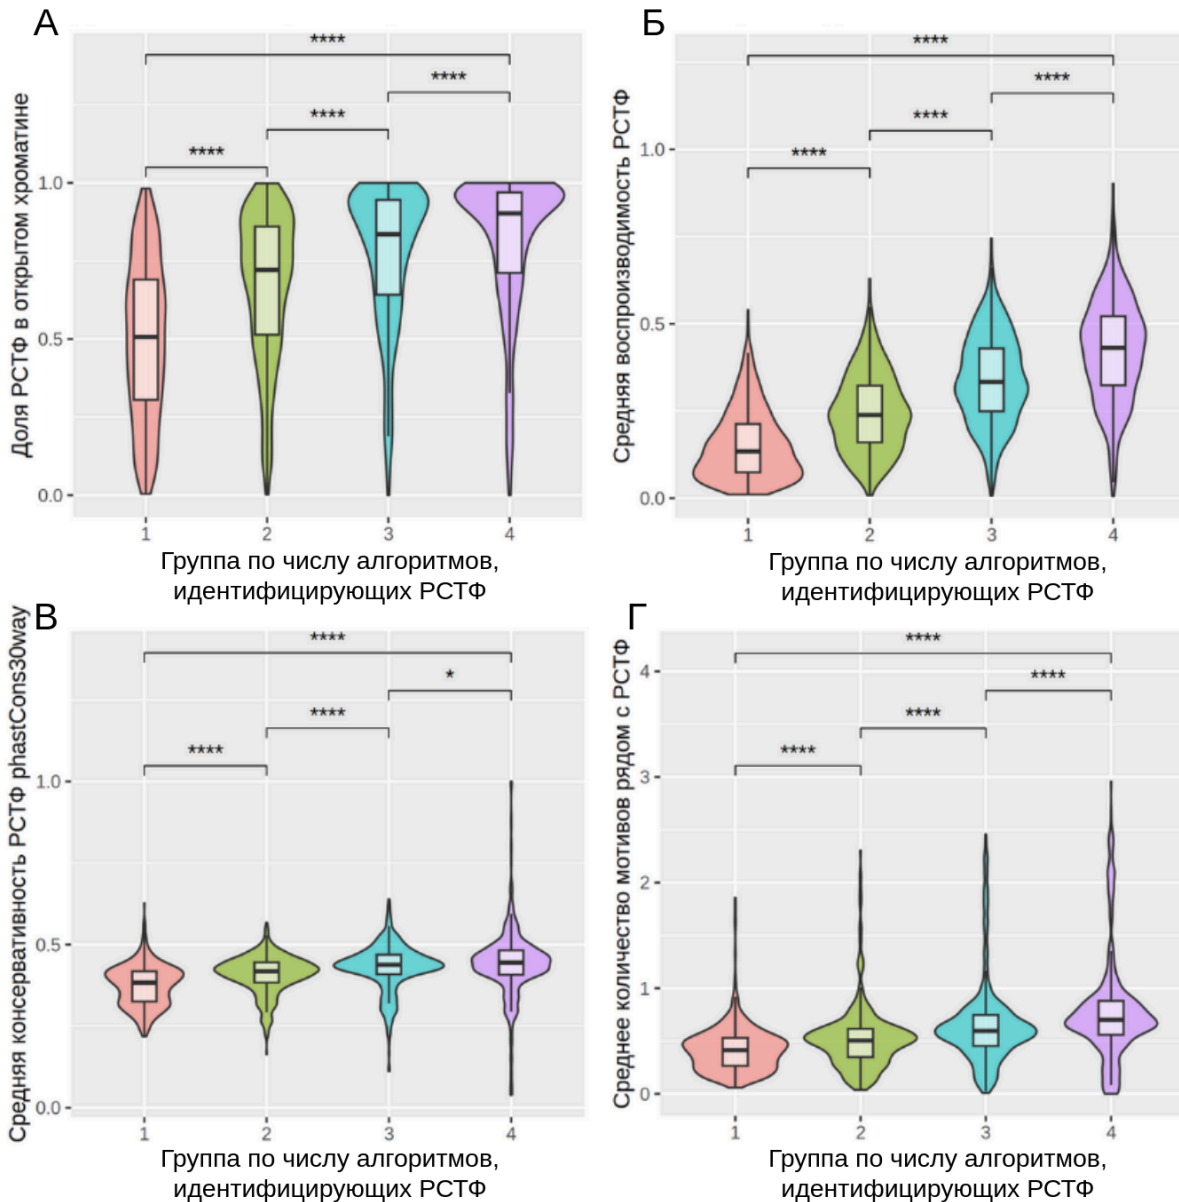 А
Доля РСТФ в открытом хроматине
****
****
****
****
1.0
0.5
0.0
1 2 3 4
Группа по числу алгоритмов,
идентифицирующих РСТФ
Б
Средняя воспроизводимость РСТФ
****
****
****
****
1.0
0.5
0.0
1 2 3 4
Группа по числу алгоритмов,
идентифицирующих РСТФ
В
Средняя консервативность РСТФ phastCons30way
****
*
****
****
1.0
0.5
0.0
1 2 3 4
Группа по числу алгоритмов,
идентифицирующих РСТФ
Г
Среднее количество мотивов рядом с РСТФ
****
****
****
****
4
3
2
1
0
1 2 3 4
Группа по числу алгоритмов,
идентифицирующих РСТФ